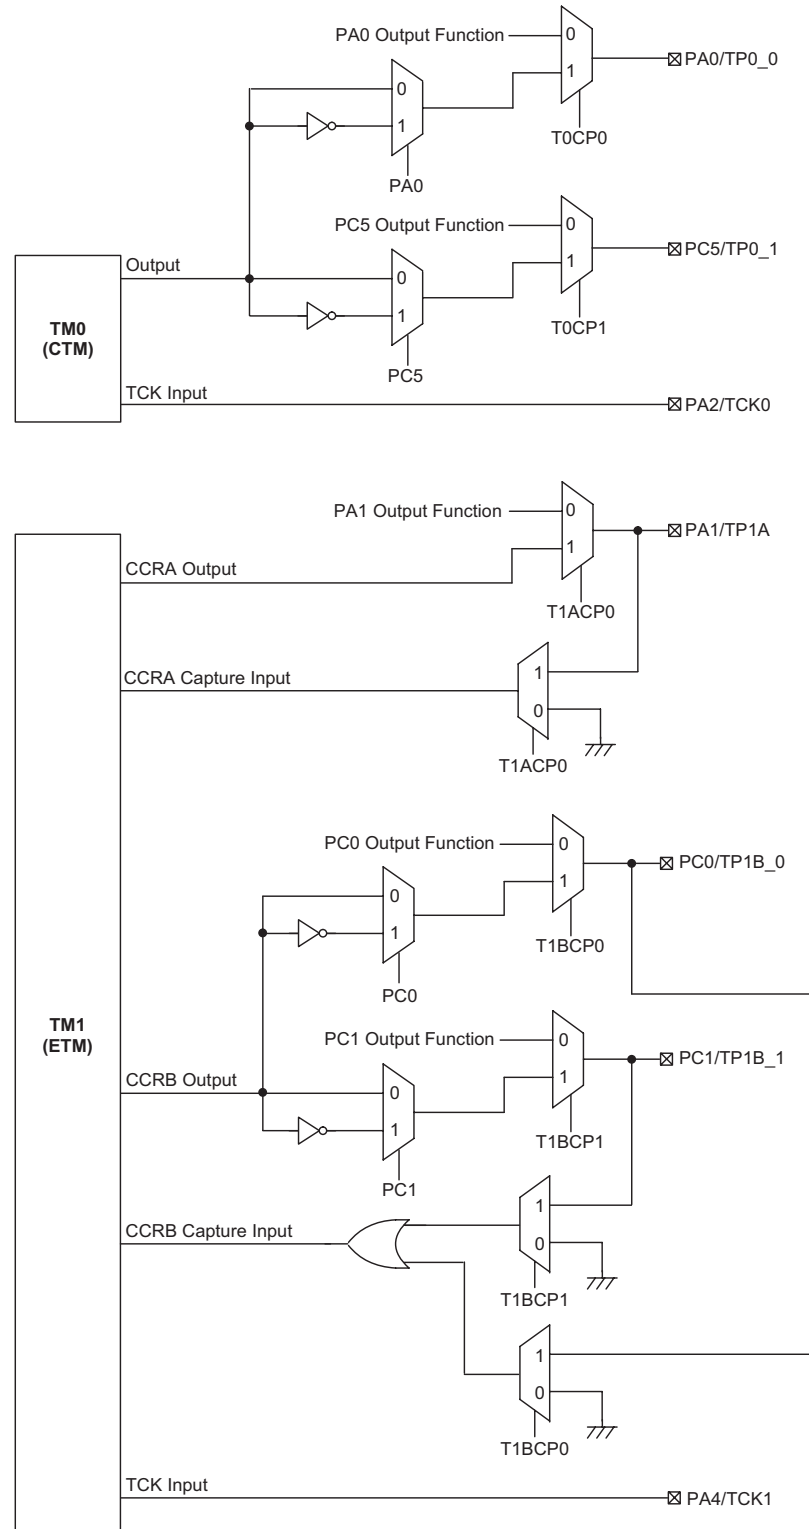 PA0 Output Function
0
1
PA0/TP0_0
T0CP0
0
1
PA0
PC5 Output Function
0
1
PC5/TP0_1
T0CP1
Output
0
1
PC5
TM0
(CTM)
TCK Input
PA2/TCK0
PA1 Output Function
0
1
PA1/TP1A
CCRA Output
T1ACP0
CCRA Capture Input
1
0
T1ACP0
PC0 Output Function
0
1
PC0/TP1B_0
T1BCP0
0
1
PC0
TM1
(ETM)
PC1 Output Function
0
1
PC1/TP1B_1
T1BCP1
CCRB Output
0
1
PC1
CCRB Capture Input
1
0
T1BCP1
1
0
T1BCP0
TCK Input
PA4/TCK1